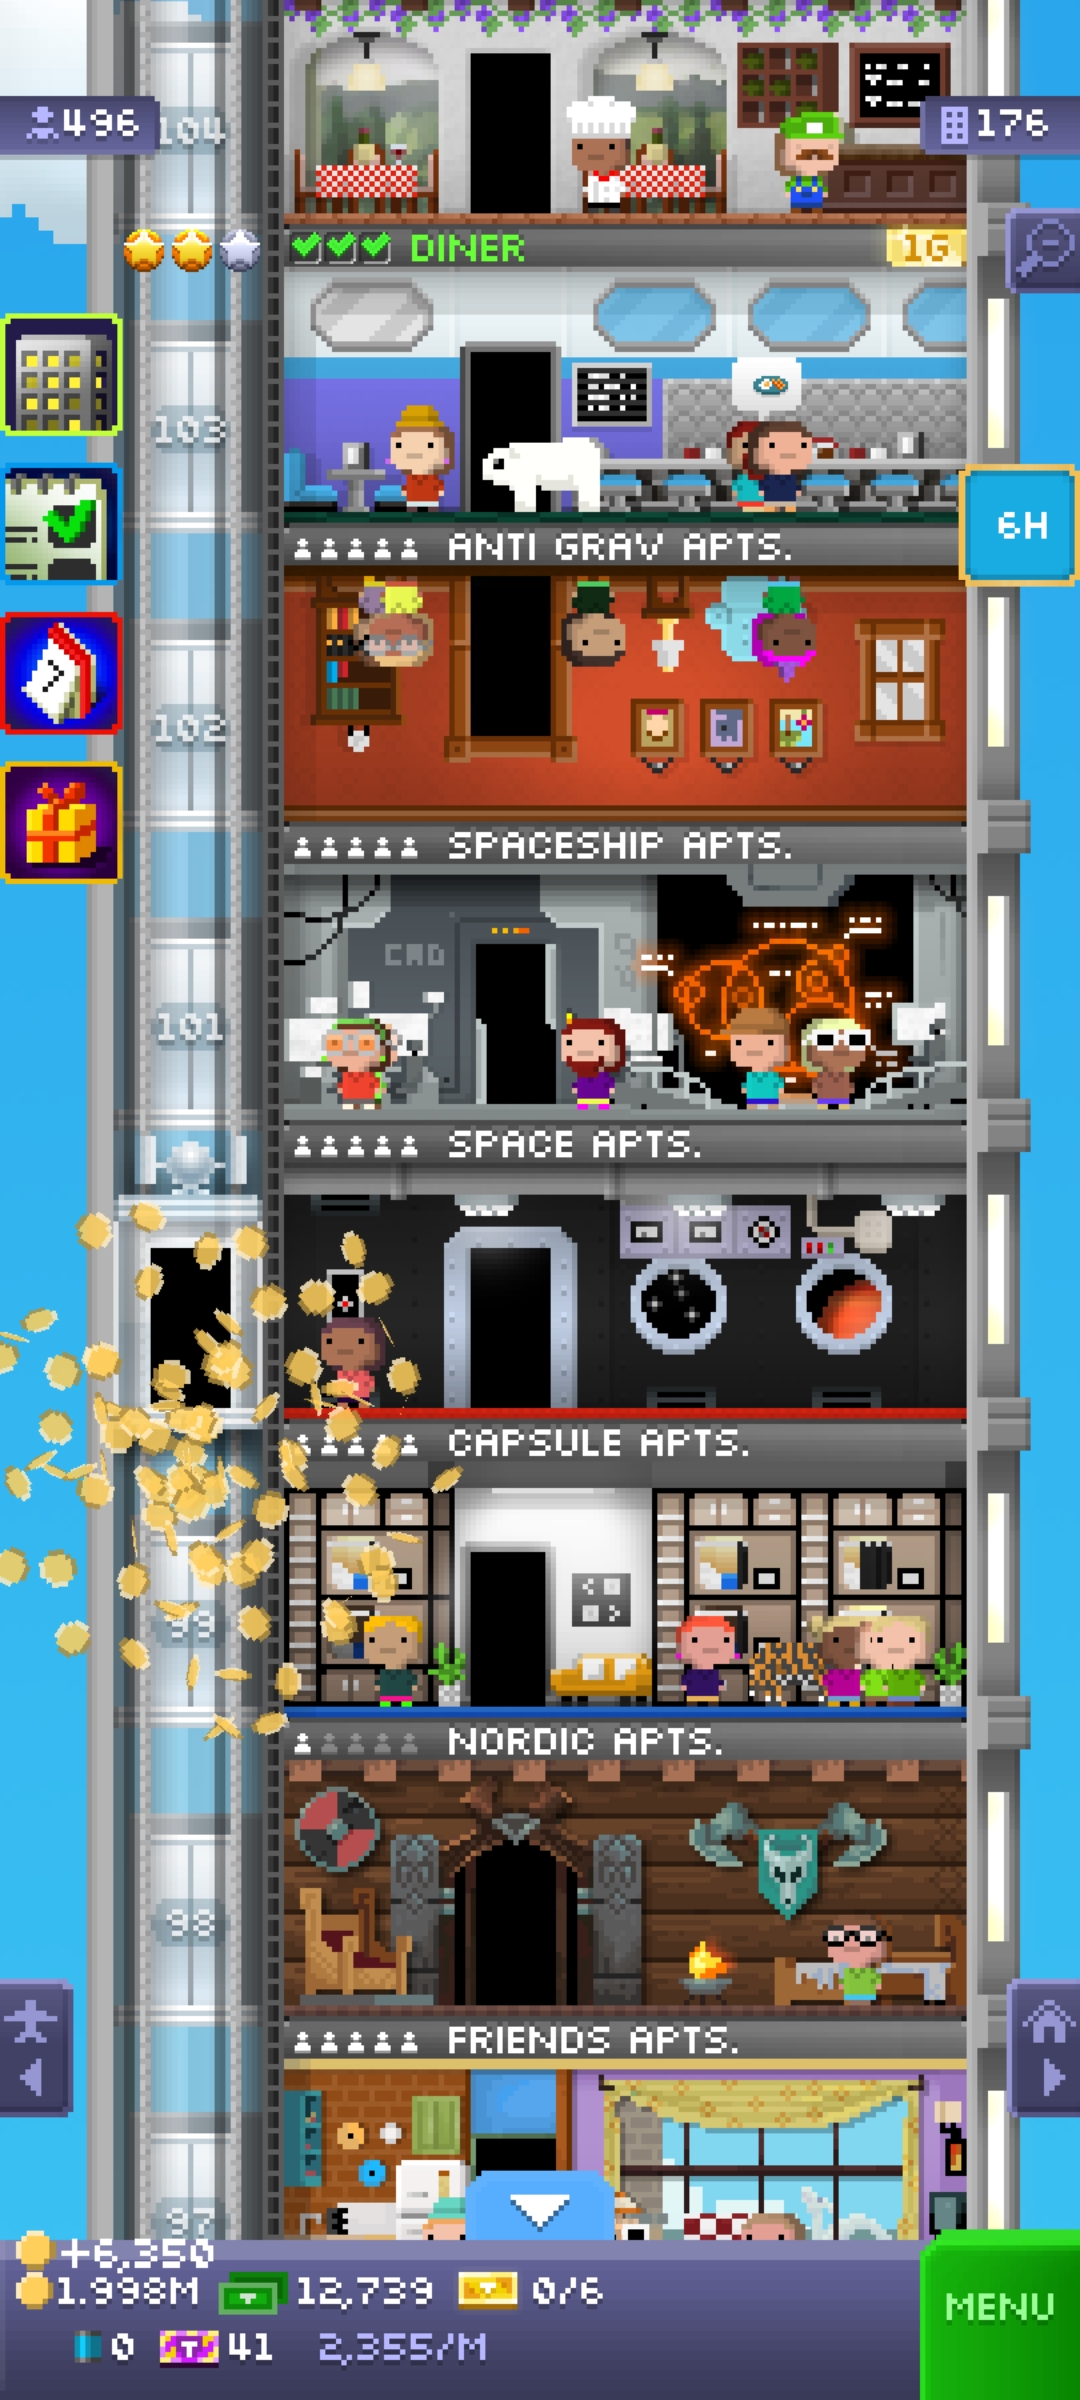 496
104
176
DINER
1G
103
6H
ANTI GRAV APTS.
7
102
SPACESHIP APTS.
CMD
101
SPACE APTS.
CAPSULE APTS.
99
NORDIC APTS.
98
FRIENDS APTS.
97
+6,350
1.998M
12,739
0/6
MENU
0
41
2,355/M